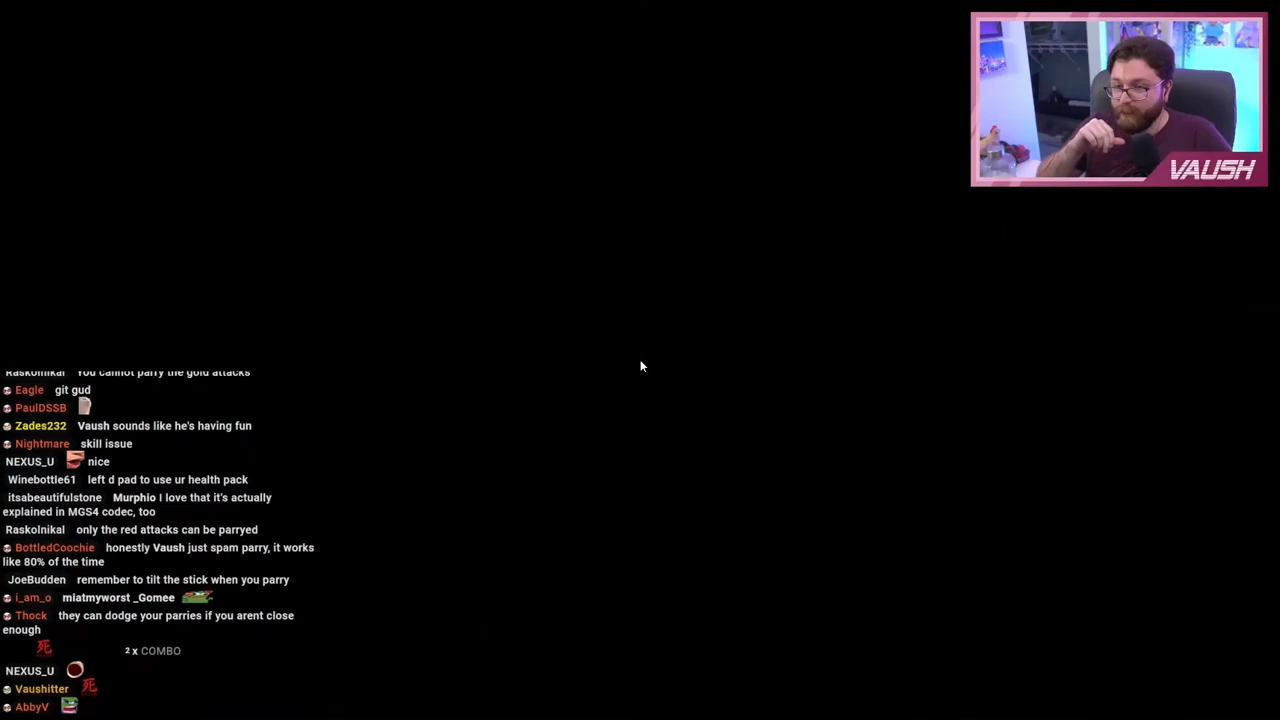 VAUSH
Raskolnikal You cannot parry the gold attacks
Eagle git gud
PaulDSSB
Zades232 Vaush sounds like he's having fun
Nightmare skill issue
NEXUS_U nice
Winebottle61 left d pad to use ur health pack
itsabeautifulstone Murphio I love that it's actually
explained in MGS4 codec, too
Raskolnikal only the red attacks can be parryed
BottledCoochie honestly Vaush just spam parry, it works
like 80% of the time
JoeBudden remember to tilt the stick when you parry
i_am_o miatmyworst _Gomee
Thock they can dodge your parries if you arent close
enough
死 2 x COMBO
NEXUS_U
Vaushitter 死
AbbyV